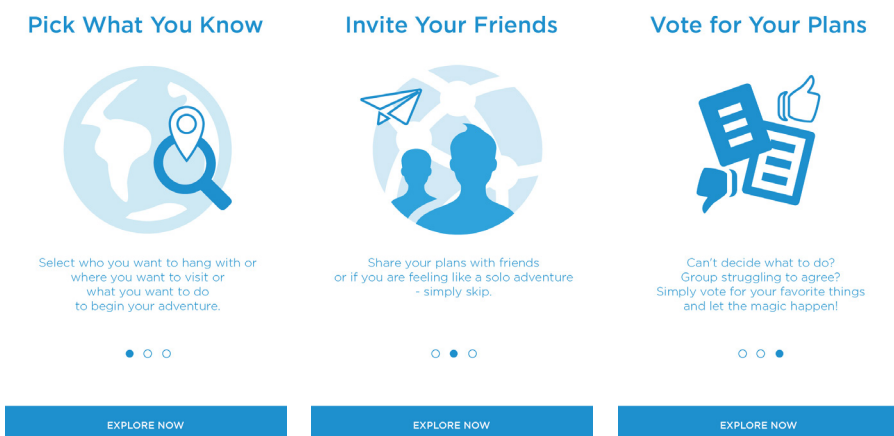 Pick What You Know
Select who you want to hang with or
where you want to visit or
what you want to do
to begin your adventure.
EXPLORE NOW
Invite Your Friends
Share your plans with friends
or if you are feeling like a solo adventure
- simply skip.
EXPLORE NOW
Vote for Your Plans
Can't decide what to do?
Group struggling to agree?
Simply vote for your favorite things
and let the magic happen!
EXPLORE NOW